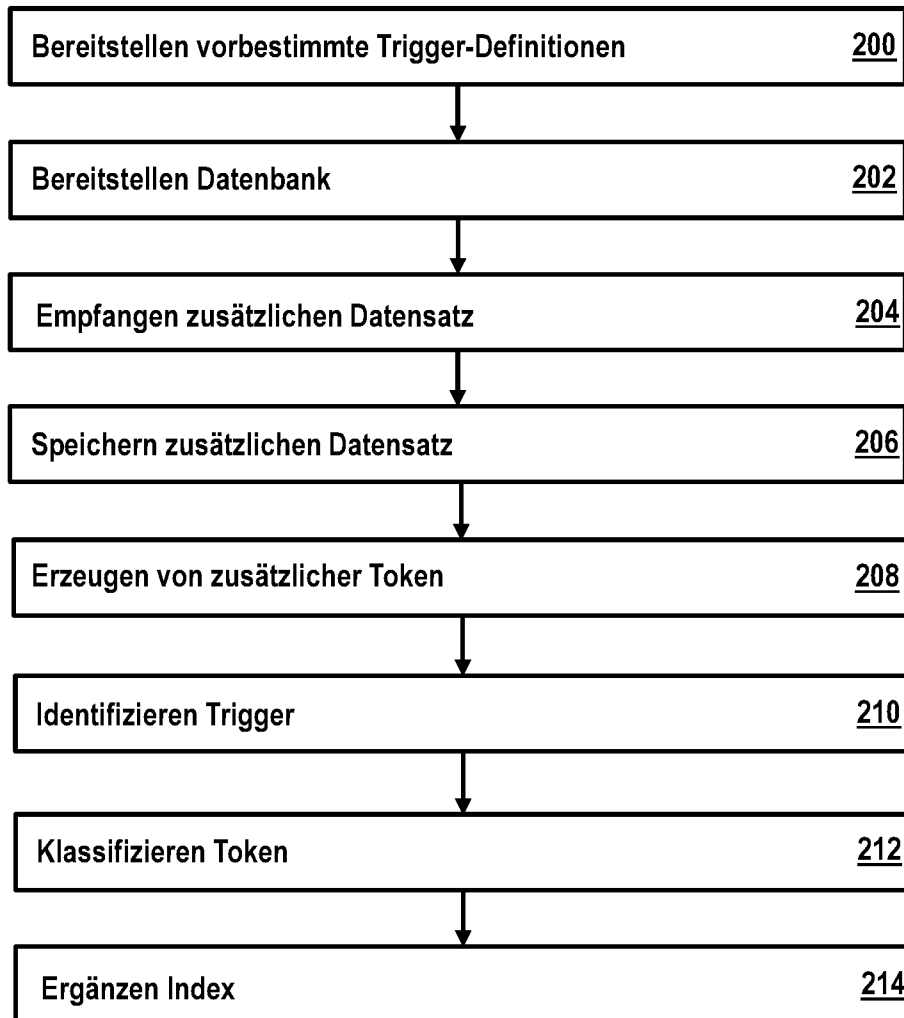 Bereitstellen vorbestimmte Trigger-Definitionen 200
Bereitstellen Datenbank 202
Empfangen zusätzlichen Datensatz 204
Speichern zusätzlichen Datensatz 206
Erzeugen von zusätzlicher Token 208
Identifizieren Trigger 210
Klassifizieren Token 212
Ergänzen Index 214